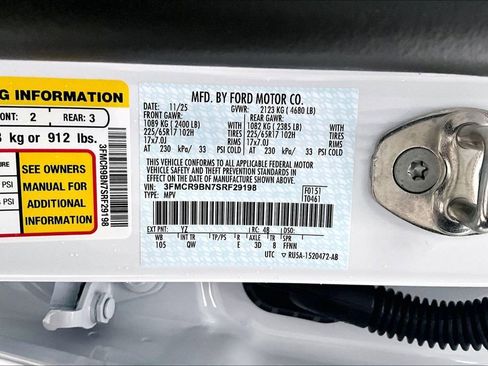 G INFORMATION
ONT: 2 REAR: 3
kg or 912 lbs.
SEE OWNERS
MANUAL FOR
ADDITIONAL
INFORMATION
PSI
PSI
3FMCR9BN7SRF29198
MFD. BY FORD MOTOR CO.
DATE: 11/25 GVWR: 2123 KG ( 4680 LB)
FRONT GAWR: REAR GAWR:
1089 KG ( 2400 LB) 1082 KG ( 2385 LB)
225/65R17 102H TIRES 225/65R17 102H
17x7.0J RIMS 17x7.0J
AT 230 kPa/ 33 PSI COLD AT 230 kPa/ 33 PSI COLD
THIS VEHICLE CONFORMS TO ALL APPLICABLE FEDERAL MOTOR
VEHICLE SAFETY AND THEFT PREVENTION STANDARDS IN EFFECT ON THE
DATE OF MANUFACTURE SHOWN ABOVE.
VIN: 3FMCR9BN7SRF29198 F0151
TYPE: MPV T0461
EXT PNT: YZ RC: 48 DSO:
WB BRK INT TR TP/PS R AXLE TR SPR
105 QW E 3D 8 FFNN
UTC RU5A-1520472-AB